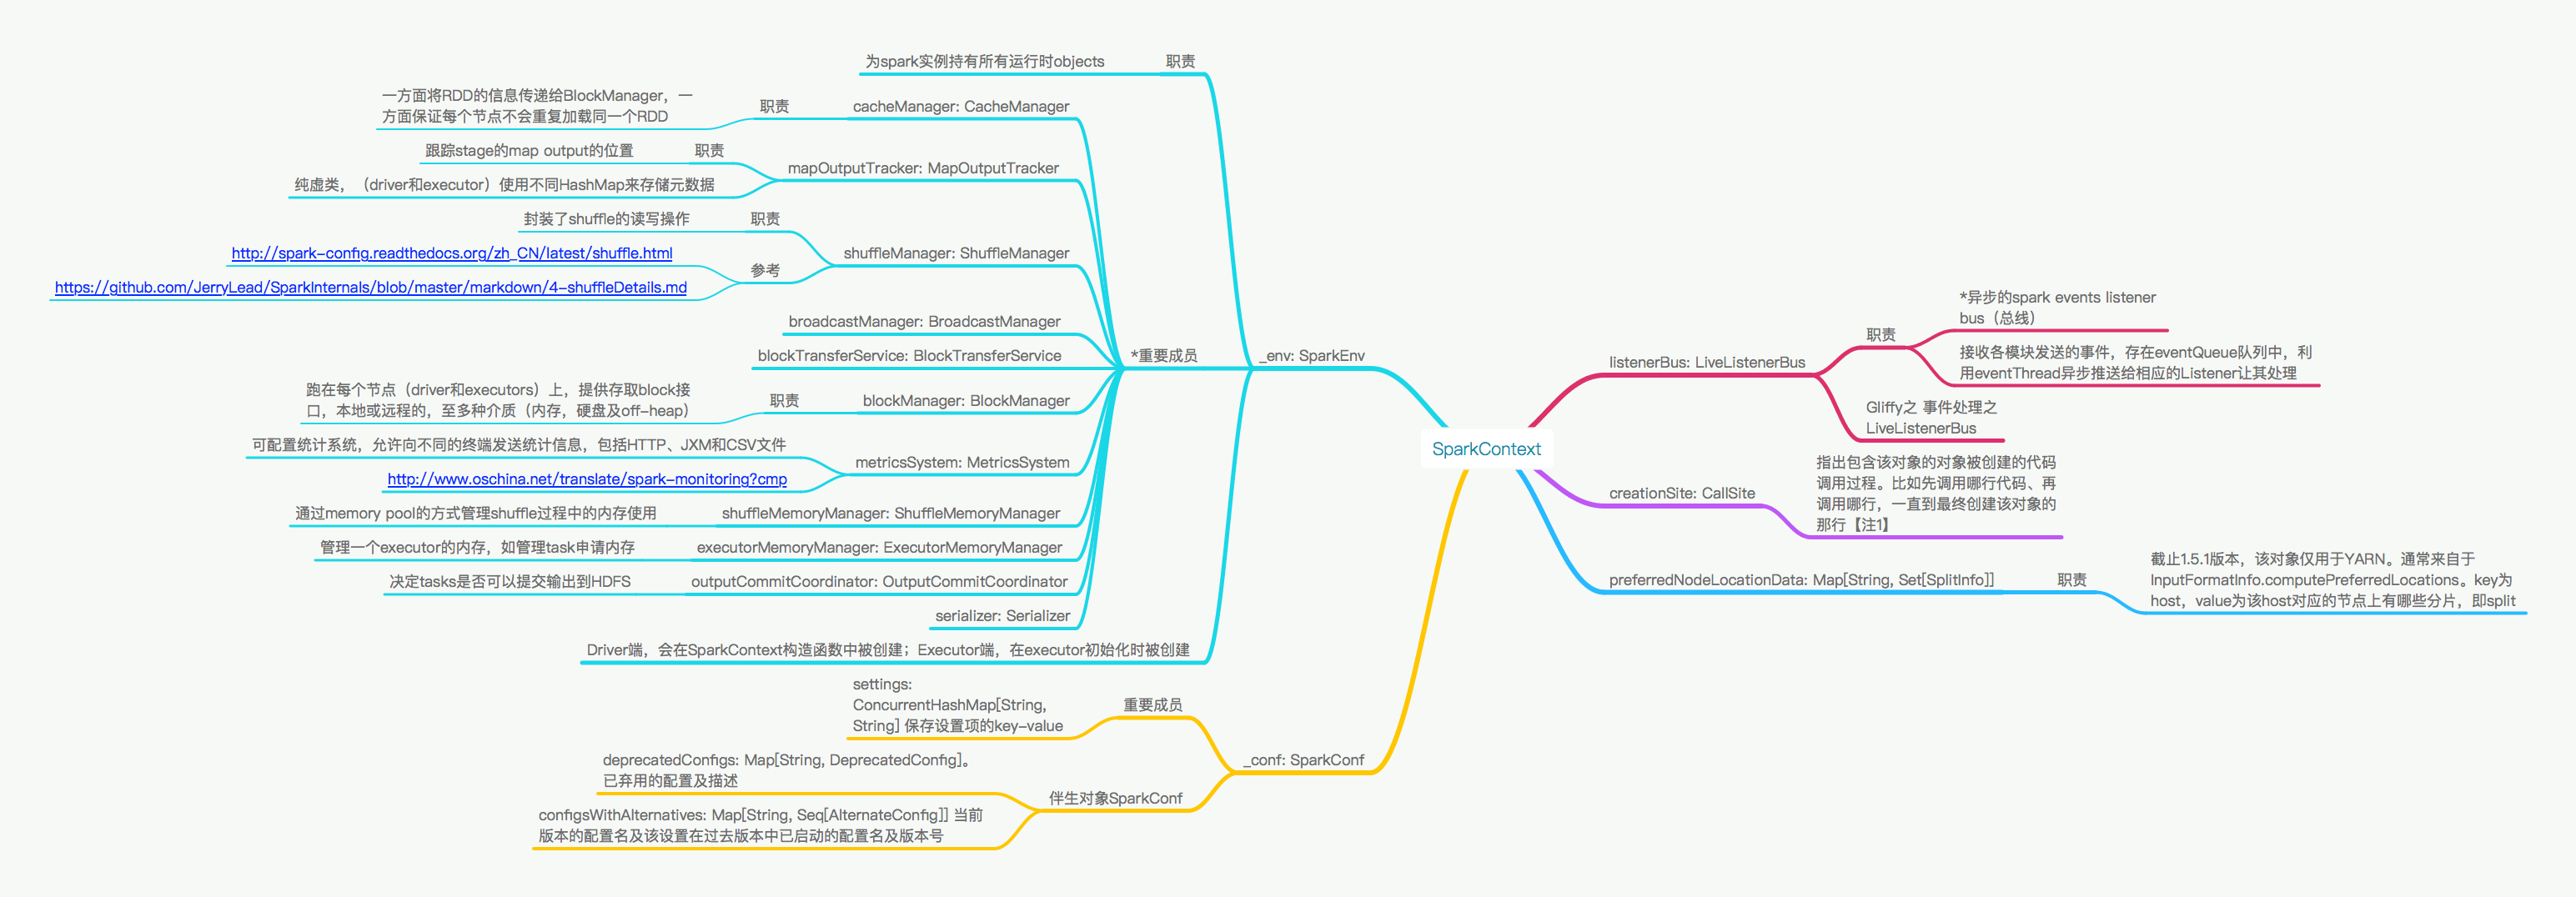 SparkContext
listenerBus: LiveListenerBus
职责
*异步的spark events listener
bus（总线）
接收各模块发送的事件，存在eventQueue队列中，利
用eventThread异步推送给相应的Listener让其处理
Gliffy之 事件处理之
LiveListenerBus
creationSite: CallSite
指出包含该对象的对象被创建的代码
调用过程。比如先调用哪行代码、再
调用哪行，一直到最终创建该对象的
那行【注1】
preferredNodeLocationData: Map[String, Set[SplitInfo]]
职责
截止1.5.1版本，该对象仅用于YARN。通常来自于
InputFormatInfo.computePreferredLocations。key为
host，value为该host对应的节点上有哪些分片，即split
_env: SparkEnv
职责
为spark实例持有所有运行时objects
*重要成员
cacheManager: CacheManager
职责
一方面将RDD的信息传递给BlockManager，一
方面保证每个节点不会重复加载同一个RDD
mapOutputTracker: MapOutputTracker
职责
跟踪stage的map output的位置
纯虚类，（driver和executor）使用不同HashMap来存储元数据
shuffleManager: ShuffleManager
职责
封装了shuffle的读写操作
参考
http://spark-config.readthedocs.org/zh_CN/latest/shuffle.html
https://github.com/JerryLead/SparkInternals/blob/master/markdown/4-shuffleDetails.md
broadcastManager: BroadcastManager
blockTransferService: BlockTransferService
blockManager: BlockManager
职责
跑在每个节点（driver和executors）上，提供存取block接
口，本地或远程的，至多种介质（内存，硬盘及off-heap）
metricsSystem: MetricsSystem
可配置统计系统，允许向不同的终端发送统计信息，包括HTTP、JXM和CSV文件
http://www.oschina.net/translate/spark-monitoring?cmp
shuffleMemoryManager: ShuffleMemoryManager
通过memory pool的方式管理shuffle过程中的内存使用
executorMemoryManager: ExecutorMemoryManager
管理一个executor的内存，如管理task申请内存
outputCommitCoordinator: OutputCommitCoordinator
决定tasks是否可以提交输出到HDFS
serializer: Serializer
Driver端，会在SparkContext构造函数中被创建；Executor端，在executor初始化时被创建
_conf: SparkConf
重要成员
settings:
ConcurrentHashMap[String,
String] 保存设置项的key-value
伴生对象SparkConf
deprecatedConfigs: Map[String, DeprecatedConfig]。
已弃用的配置及描述
configsWithAlternatives: Map[String, Seq[AlternateConfig]] 当前
版本的配置名及该设置在过去版本中已启动的配置名及版本号